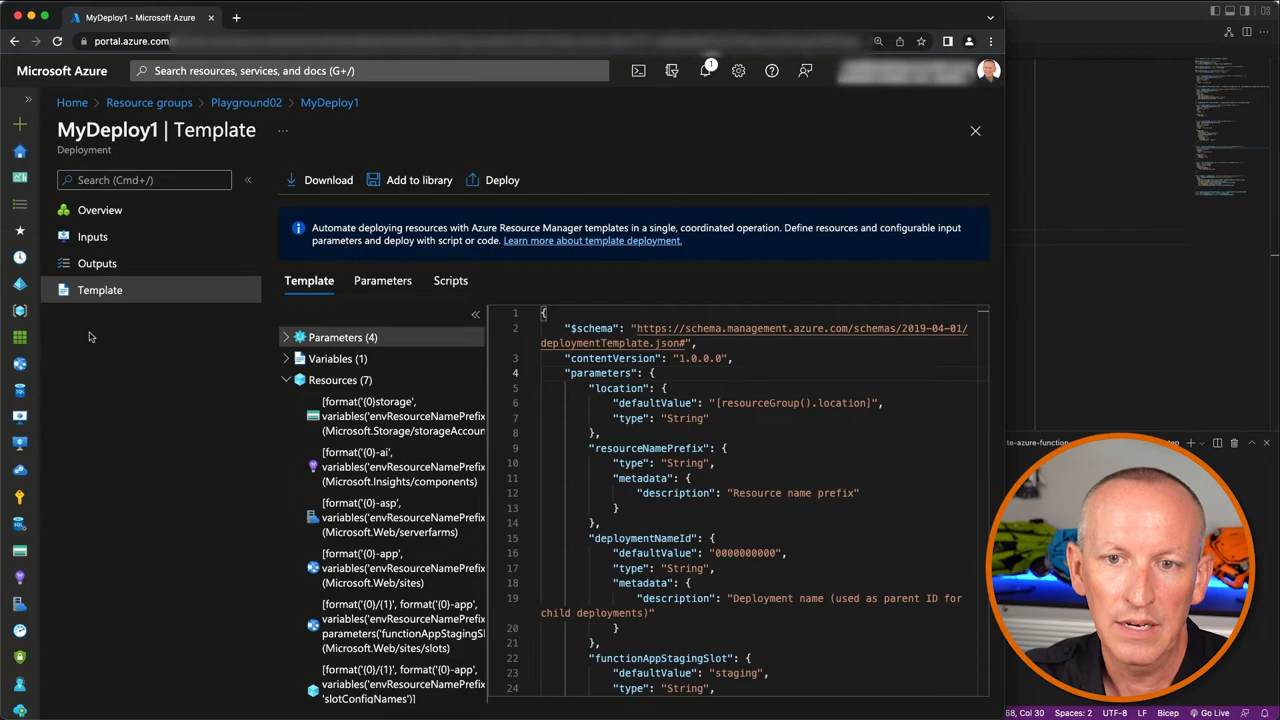 MyDeploy1 - Microsoft Azure
portal.azure.com
Microsoft Azure
Search resources, services, and docs (G+/)
1
Home > Resource groups > Playground02 > MyDeploy1
MyDeploy1 | Template ...
Deployment
Search (Cmd+/)
Overview
Inputs
Outputs
Template
Download
Add to library
Deploy
Automate deploying resources with Azure Resource Manager templates in a single, coordinated operation. Define resources and configurable input
parameters and deploy with script or code. Learn more about template deployment.
Template
Parameters
Scripts
Parameters (4)
Variables (1)
Resources (7)
[format('{0}storage',
variables('envResourceNamePrefix
(Microsoft.Storage/storageAccoun
[format('{0}-ai',
variables('envResourceNamePrefix
(Microsoft.Insights/components)
[format('{0}-asp',
variables('envResourceNamePrefix
(Microsoft.Web/serverfarms)
[format('{0}-app',
variables('envResourceNamePrefix
(Microsoft.Web/sites)
[format('{0}/{1}', format('{0}-app',
variables('envResourceNamePrefix
parameters('functionAppStagingSl
(Microsoft.Web/sites/slots)
[format('{0}/{1}', format('{0}-app',
variables('envResourceNamePrefix
'slotConfigNames')]
1 {
2 "$schema": "https://schema.management.azure.com/schemas/2019-04-01/
deploymentTemplate.json#",
3 "contentVersion": "1.0.0.0",
4 "parameters": {
5 "location": {
6 "defaultValue": "[resourceGroup().location]",
7 "type": "String"
8 },
9 "resourceNamePrefix": {
10 "type": "String",
11 "metadata": {
12 "description": "Resource name prefix"
13 }
14 },
15 "deploymentNameId": {
16 "defaultValue": "0000000000",
17 "type": "String",
18 "metadata": {
19 "description": "Deployment name (used as parent ID for
child deployments)"
20 }
21 },
22 "functionAppStagingSlot": {
23 "defaultValue": "staging",
24 "type": "String",
te-azure-function
tep
68, Col 30
Spaces: 2
UTF-8
LF
Bicep
Go Live